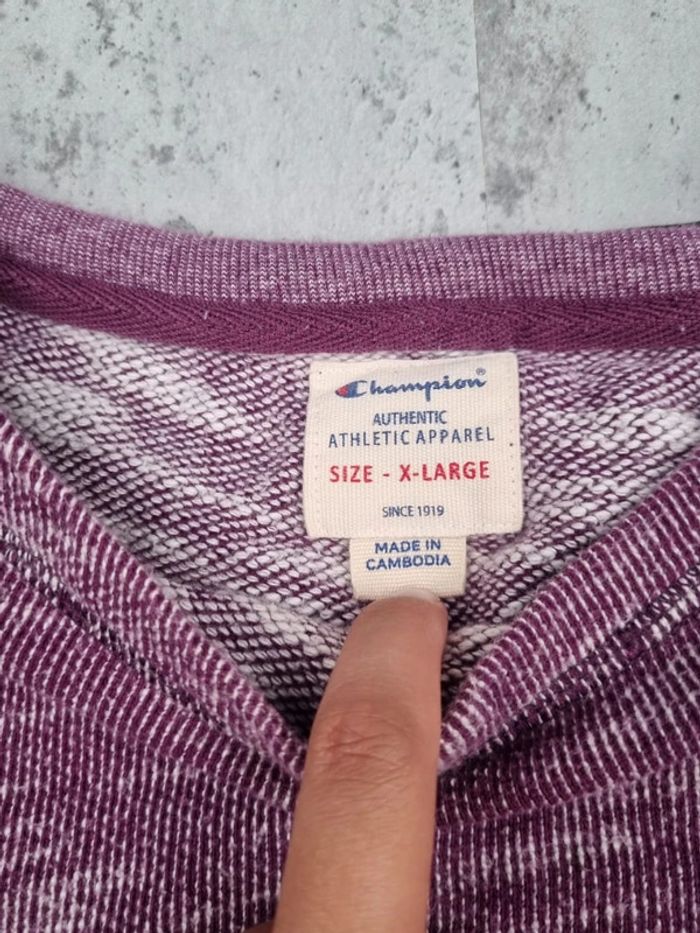 Champion®
AUTHENTIC
ATHLETIC APPAREL
SIZE - X-LARGE
SINCE 1919
MADE IN
CAMBODIA